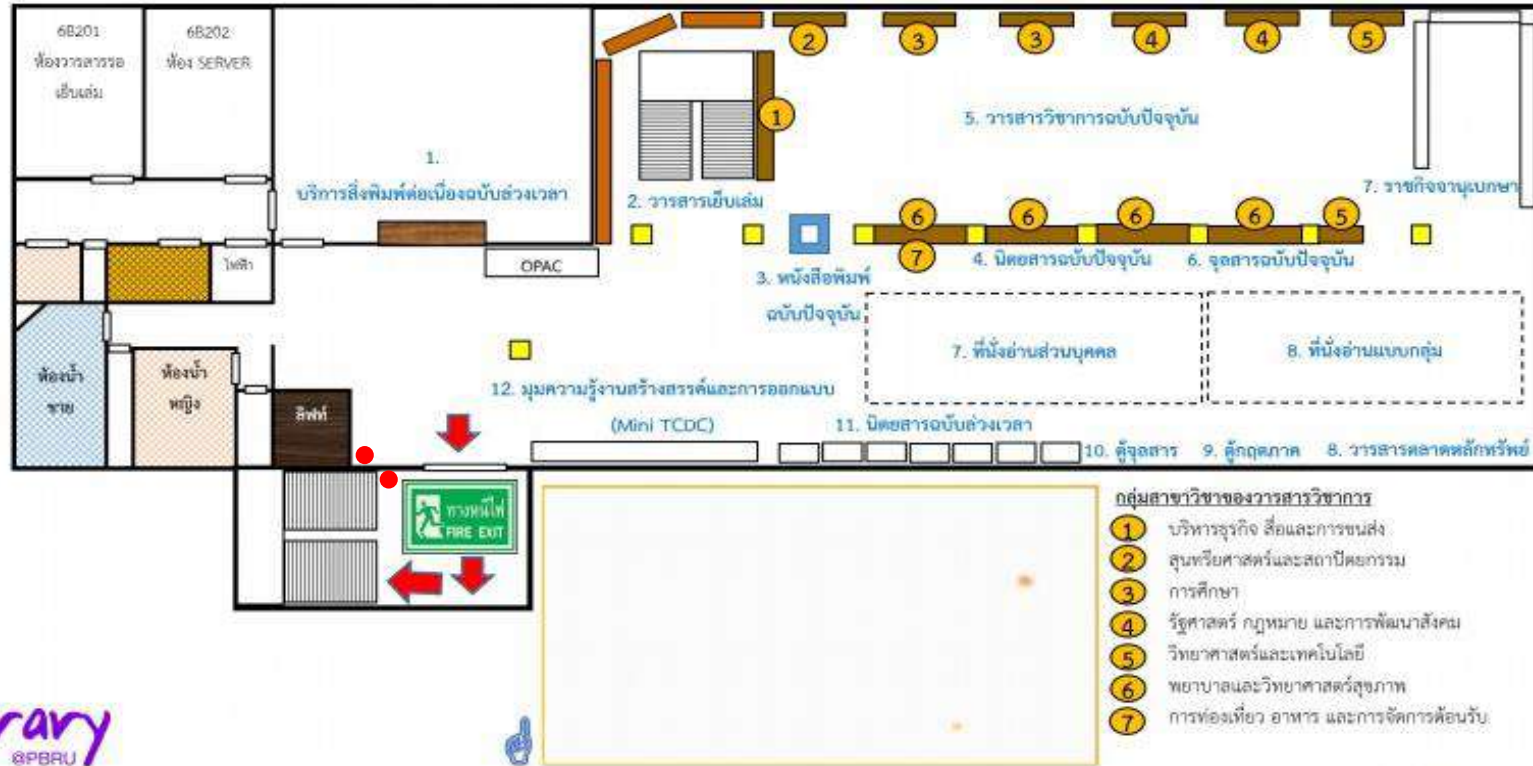 6B201
ห้องวารสารรอ
เย็บเล่ม
6B202
ห้อง SERVER
1.
บริการสิ่งพิมพ์ต่อเนื่องฉบับล่วงเวลา
2
3
3
4
4
5
1
5. วารสารวิชาการฉบับปัจจุบัน
2. วารสารเย็บเล่ม
7. ราชกิจจานุเบกษา
6
6
6
6
5
7
ไฟฟ้า
OPAC
3. หนังสือพิมพ์
ฉบับปัจจุบัน
4. นิตยสารฉบับปัจจุบัน
6. จุลสารฉบับปัจจุบัน
7. ที่นั่งอ่านส่วนบุคคล
8. ที่นั่งอ่านแบบกลุ่ม
ห้องน้ำ
ชาย
ห้องน้ำ
หญิง
ลิฟท์
12. มุมความรู้งานสร้างสรรค์และการออกแบบ
(Mini TCDC)
11. นิตยสารฉบับล่วงเวลา
10. ตู้จุลสาร
9. ตู้กฤตภาค
8. วารสารตลาดหลักทรัพย์
ทางหนีไฟ
FIRE EXIT
กลุ่มสาขาวิชาของวารสารวิชาการ
1 บริหารธุรกิจ สื่อและการขนส่ง
2 สุนทรียศาสตร์และสถาปัตยกรรม
3 การศึกษา
4 รัฐศาสตร์ กฎหมาย และการพัฒนาสังคม
5 วิทยาศาสตร์และเทคโนโลยี
6 พยาบาลและวิทยาศาสตร์สุขภาพ
7 การท่องเที่ยว อาหาร และการจัดการต้อนรับ
rary
@PBRU